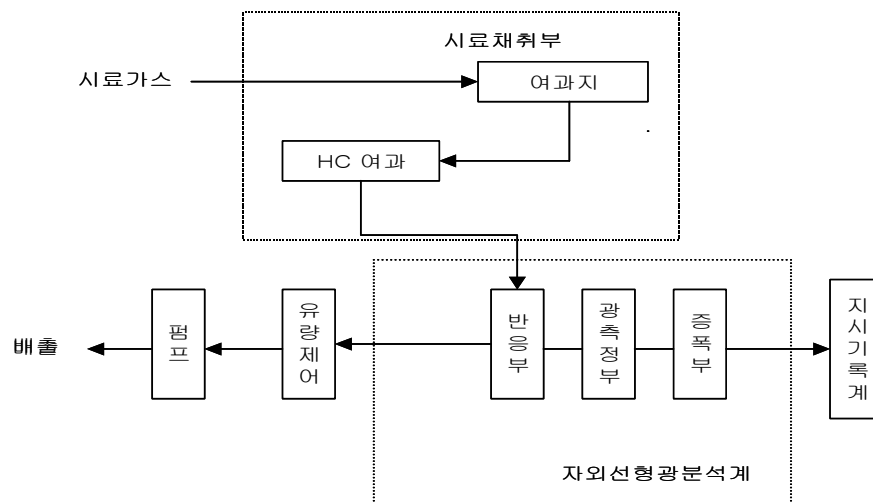 시료채취부
시료가스
여과지
HC 여과
배출
펌프
유량제어
반응부
광측정부
증폭부
지시기록계
자외선형광분석계